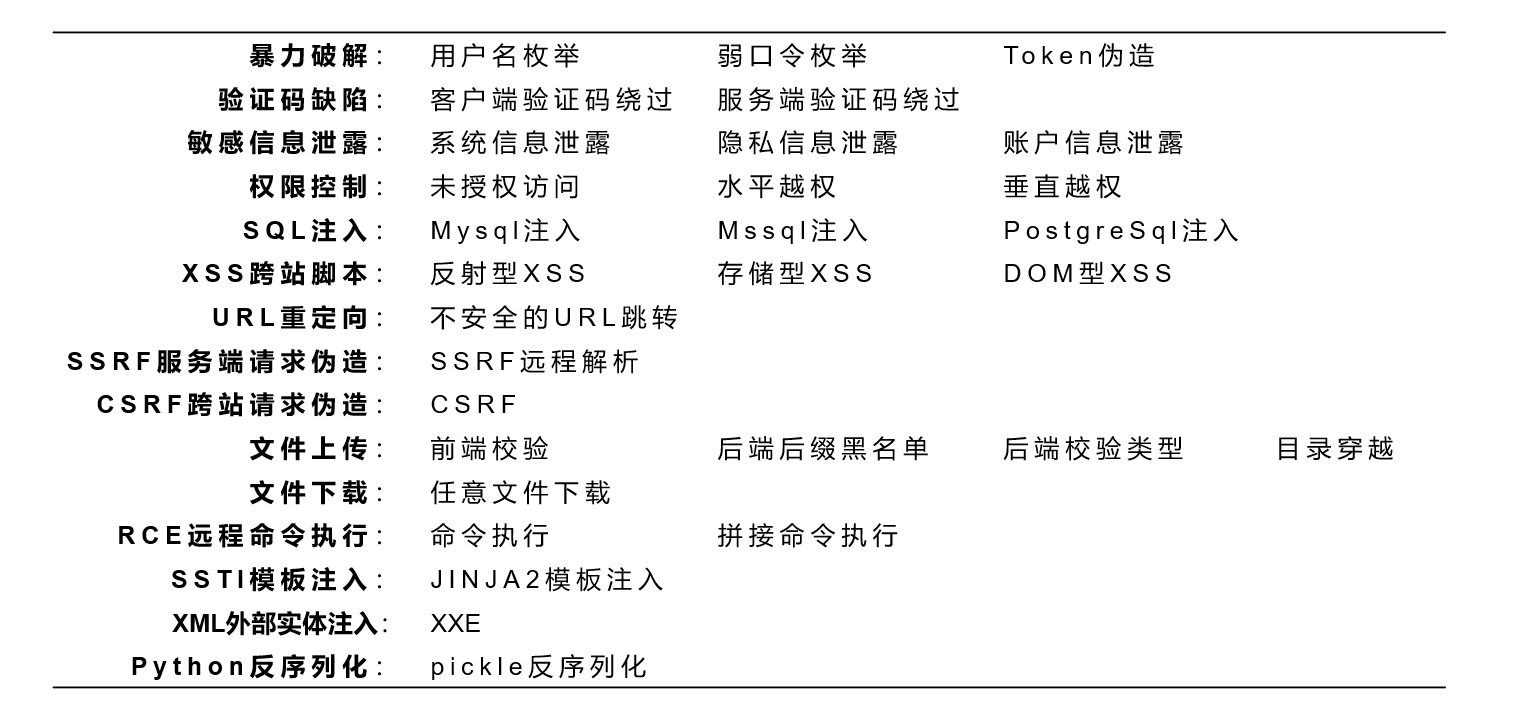 暴力破解： 用户名枚举 弱口令枚举 Token伪造
验证码缺陷： 客户端验证码绕过 服务端验证码绕过
敏感信息泄露： 系统信息泄露 隐私信息泄露 账户信息泄露
权限控制： 未授权访问 水平越权 垂直越权
SQL注入： Mysql注入 Mssql注入 PostgreSql注入
XSS跨站脚本： 反射型XSS 存储型XSS DOM型XSS
URL重定向： 不安全的URL跳转
SSRF服务端请求伪造： SSRF远程解析
CSRF跨站请求伪造： CSRF
文件上传： 前端校验 后端后缀黑名单 后端校验类型 目录穿越
文件下载： 任意文件下载
RCE远程命令执行： 命令执行 拼接命令执行
SSTI模板注入： JINJA2模板注入
XML外部实体注入： XXE
Python反序列化： pickle反序列化